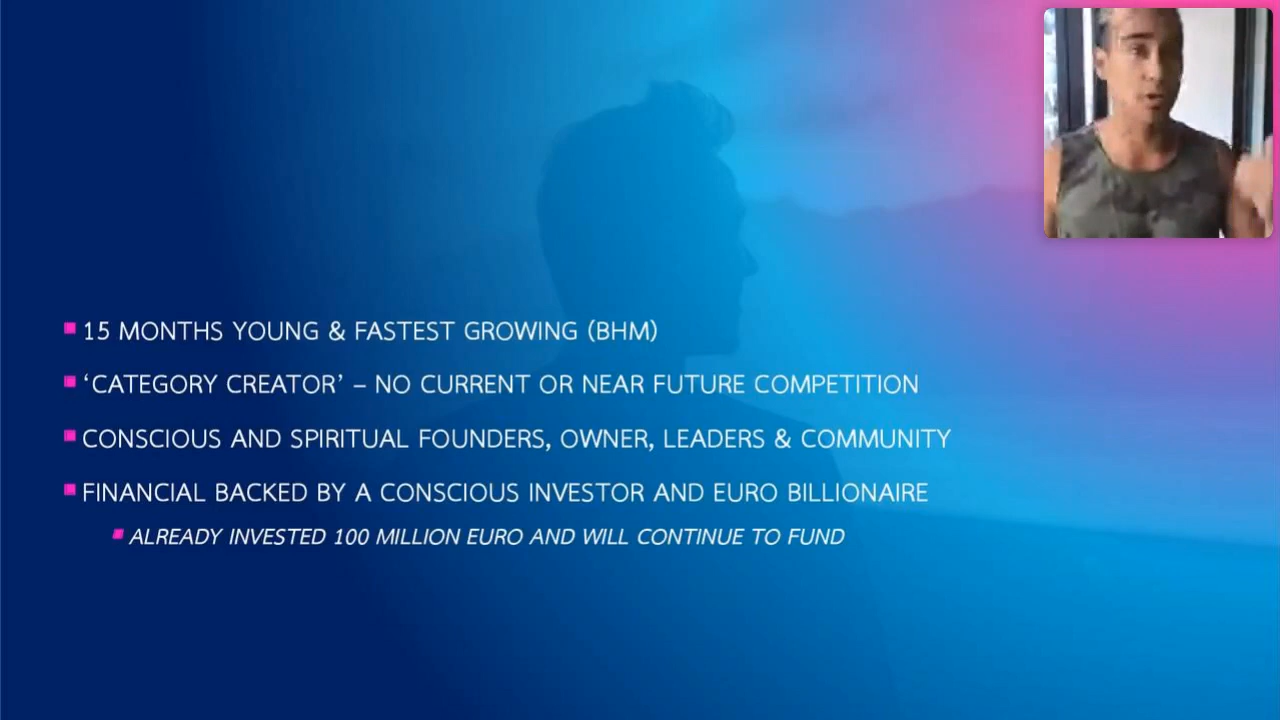 15 MONTHS YOUNG & FASTEST GROWING (BHM)
‘CATEGORY CREATOR’ – NO CURRENT OR NEAR FUTURE COMPETITION
CONSCIOUS AND SPIRITUAL FOUNDERS, OWNER, LEADERS & COMMUNITY
FINANCIAL BACKED BY A CONSCIOUS INVESTOR AND EURO BILLIONAIRE
ALREADY INVESTED 100 MILLION EURO AND WILL CONTINUE TO FUND